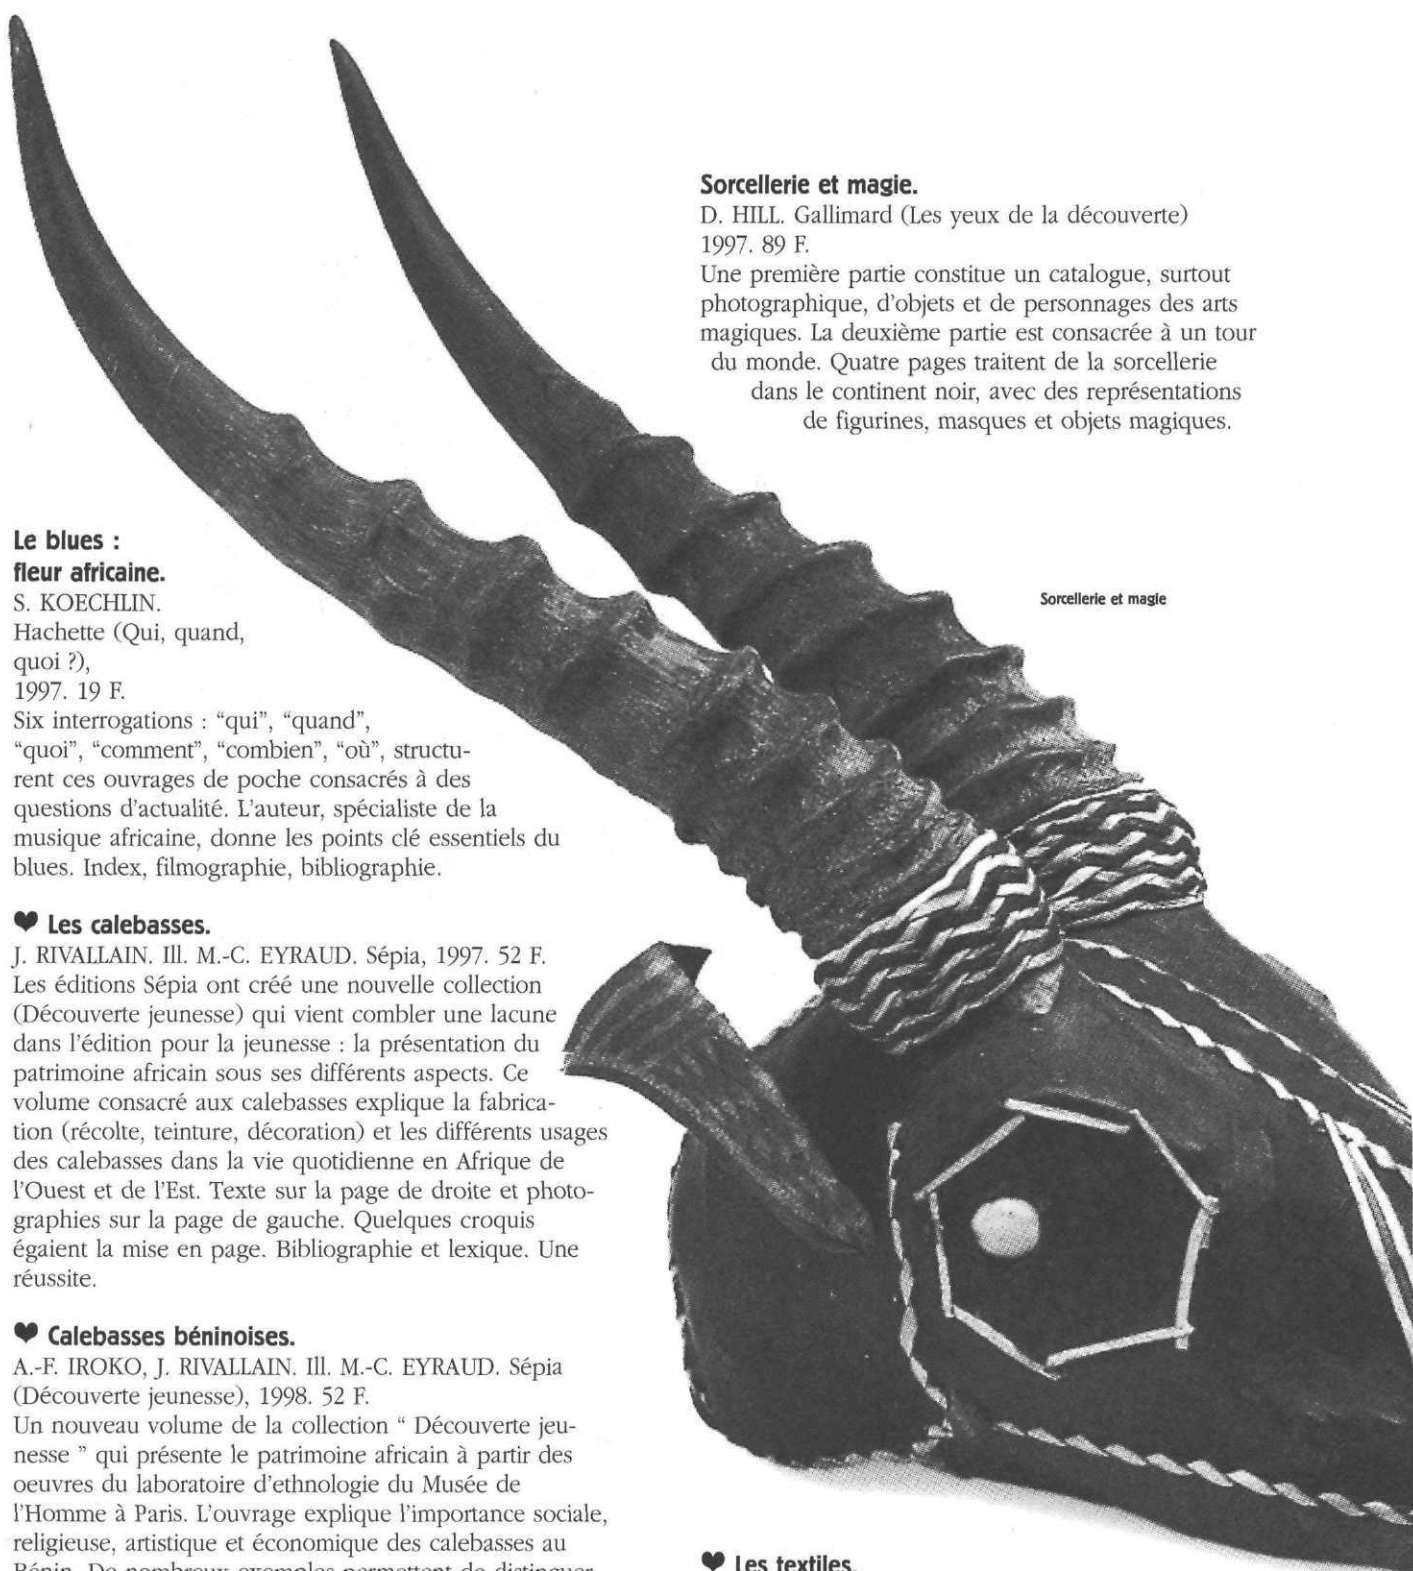 Sorcellerie et magie.
D. HILL. Gallimard (Les yeux de la découverte)
1997. 89 F.
Une première partie constitue un catalogue, surtout
photographique, d'objets et de personnages des arts
magiques. La deuxième partie est consacrée à un tour
du monde. Quatre pages traitent de la sorcellerie
dans le continent noir, avec des représentations
de figurines, masques et objets magiques.
Sorcellerie et magie
Le blues :
fleur africaine.
S. KOECHLIN.
Hachette (Qui, quand,
quoi ?),
1997. 19 F.
Six interrogations : “qui”, “quand”,
“quoi”, “comment”, “combien”, “où”, structu-
rent ces ouvrages de poche consacrés à des
questions d'actualité. L'auteur, spécialiste de la
musique africaine, donne les points clé essentiels du
blues. Index, filmographie, bibliographie.
♥ Les calebasses.
J. RIVALLAIN. Ill. M.-C. EYRAUD. Sépia, 1997. 52 F.
Les éditions Sépia ont créé une nouvelle collection
(Découverte jeunesse) qui vient combler une lacune
dans l'édition pour la jeunesse : la présentation du
patrimoine africain sous ses différents aspects. Ce
volume consacré aux calebasses explique la fabrica-
tion (récolte, teinture, décoration) et les différents usages
des calebasses dans la vie quotidienne en Afrique de
l'Ouest et de l'Est. Texte sur la page de droite et photo-
graphies sur la page de gauche. Quelques croquis
égaient la mise en page. Bibliographie et lexique. Une
réussite.
♥ Calebasses béninoises.
A.-F. IROKO, J. RIVALLAIN. Ill. M.-C. EYRAUD. Sépia
(Découverte jeunesse), 1998. 52 F.
Un nouveau volume de la collection “ Découverte jeu-
nesse ” qui présente le patrimoine africain à partir des
oeuvres du laboratoire d'ethnologie du Musée de
l'Homme à Paris. L'ouvrage explique l'importance sociale,
religieuse, artistique et économique des calebasses au
Bénin. De nombreux exemples permettent de distinguer
♥ Les textiles.